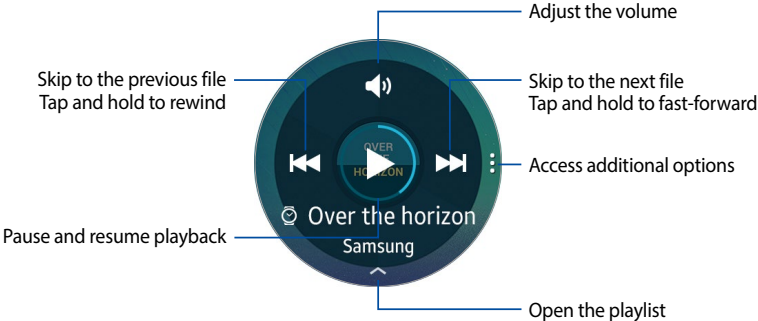 Adjust the volume
Skip to the previous file
Tap and hold to rewind
Skip to the next file
Tap and hold to fast-forward
OVER
THE
HORIZON
Access additional options
Over the horizon
Pause and resume playback
Samsung
Open the playlist